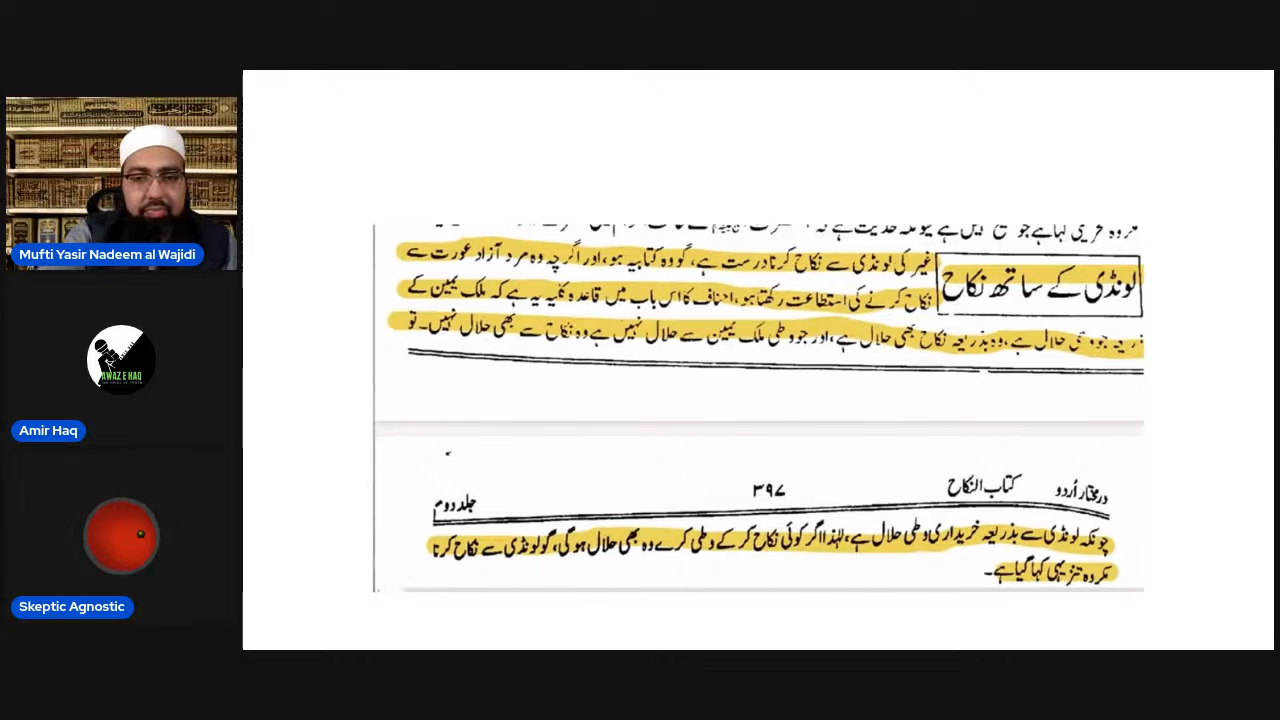 Mufti Yasir Nadeem al Wajidi
AWAZ E HAQ
Amir Haq
Skeptic Agnostic
لونڈی کے ساتھ نکاح
غیر کی لونڈی سے نکاح کرنا درست ہے، گو وہ کتابیہ ہو، اور اگر چہ وہ مرد آزاد عورت سے
نکاح کرنے کی استطاعت رکھتا ہو، احناف کا اس باب میں قاعدہ کلیہ یہ ہے کہ ملک یمین کے
ذریعہ جو وطی حلال ہے، وہ بذریعہ نکاح بھی حلال ہے، اور جو وطی ملک یمین سے حلال نہیں ہے وہ نکاح سے بھی حلال نہیں۔ تو
درمختار اُردو کتاب النکاح ۳۹۷ جلد دوم
چونکہ لونڈی سے بذریعہ خریداری وطی حلال ہے، لہٰذا اگر کوئی نکاح کر کے وطی کرے وہ بھی حلال ہوگی، گو لونڈی سے نکاح کرنا
مکروہ تنزیہی کہا گیا ہے۔